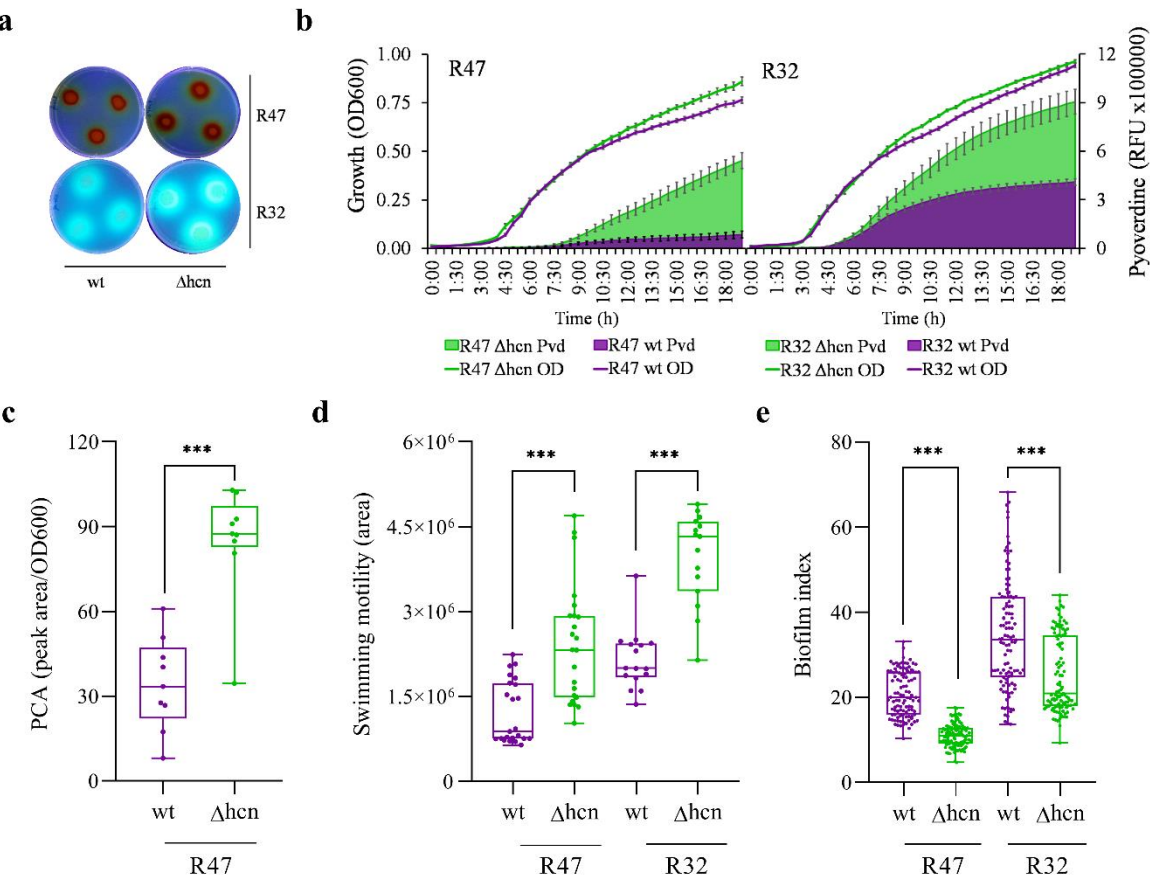 a
R47
R32
wt
Δhcn
b
R47
R32
Growth (OD600)
1.00
0.75
0.50
0.25
0.00
12
9
6
3
0
Pyoverdine (RFU x1000000)
0:00
1:30
3:00
4:30
6:00
7:30
9:00
10:30
12:00
13:30
15:00
16:30
18:00
0:00
1:30
3:00
4:30
6:00
7:30
9:00
10:30
12:00
13:30
15:00
16:30
18:00
Time (h)
Time (h)
R47 Δhcn Pvd
R47 wt Pvd
R47 Δhcn OD
R47 wt OD
R32 Δhcn Pvd
R32 wt Pvd
R32 Δhcn OD
R32 wt OD
c
PCA (peak area/OD600)
120
90
60
30
0
***
wt
Δhcn
R47
d
Swimming motility (area)
6×10⁶
4.5×10⁶
3×10⁶
1.5×10⁶
0
***
***
wt
Δhcn
wt
Δhcn
R47
R32
e
Biofilm index
80
60
40
20
0
***
***
wt
Δhcn
wt
Δhcn
R47
R32